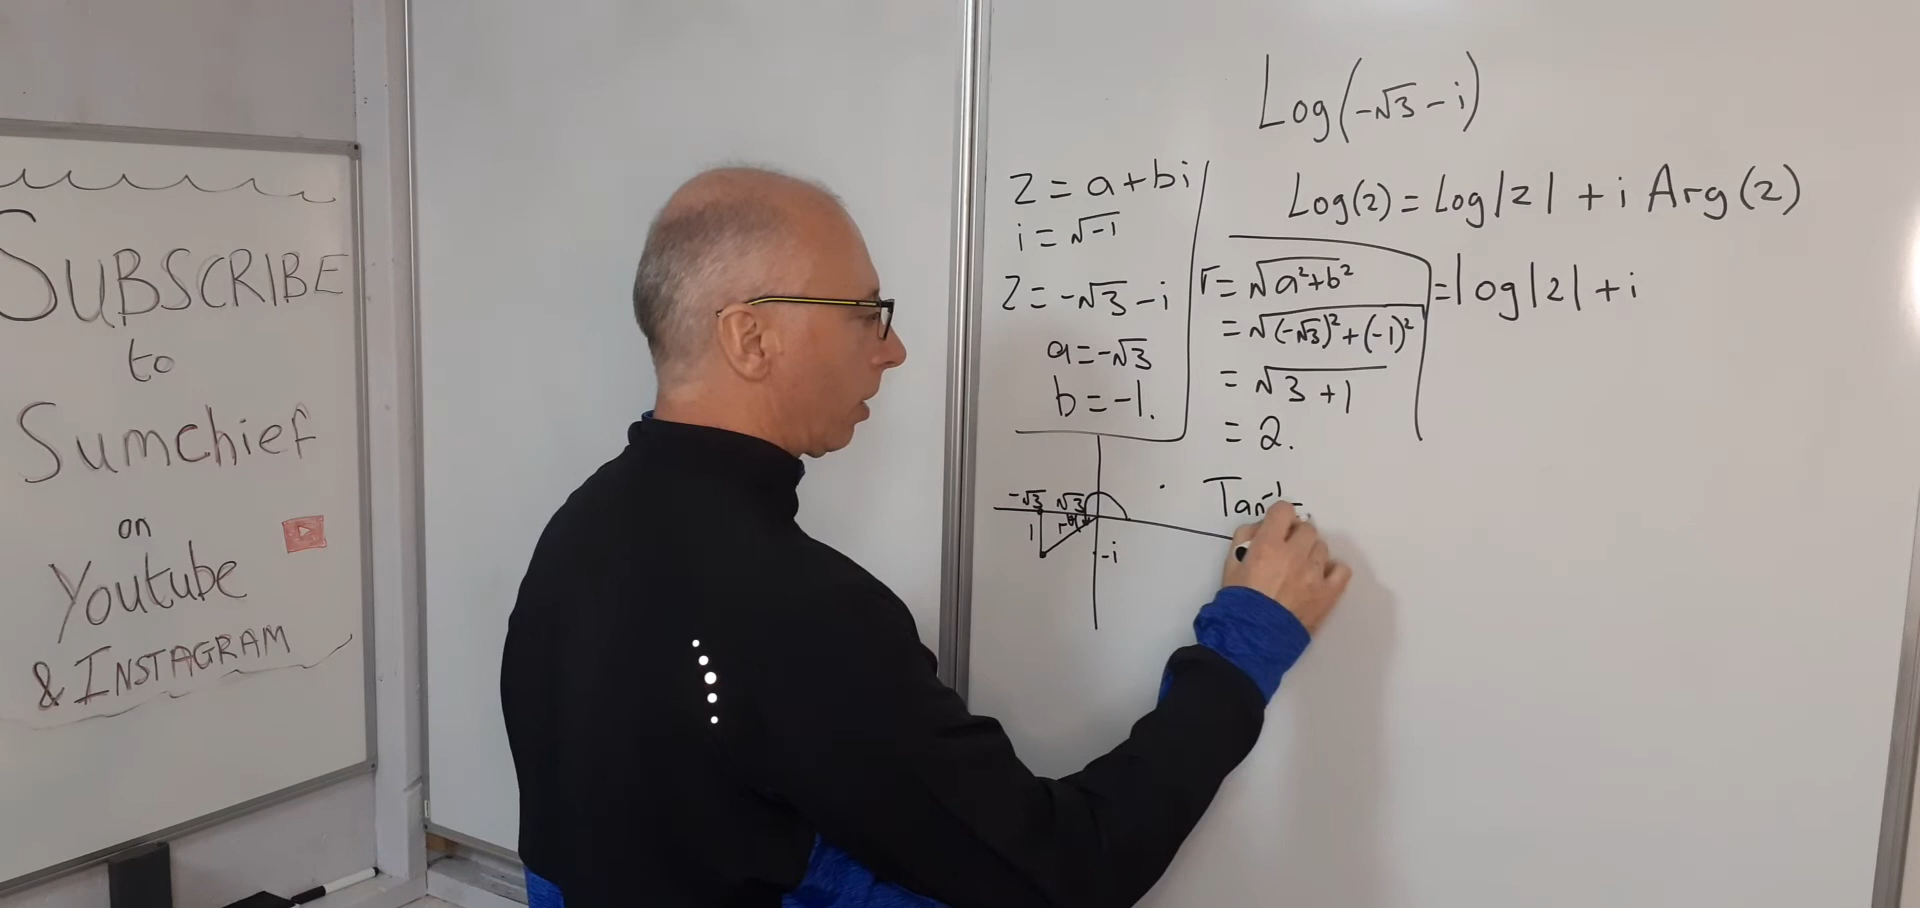 SUBSCRIBE
to
Sumchief
on
Youtube
& INSTAGRAM
Log(-√3 - i)
z = a + bi
i = √-1
z = -√3 - i
a = -√3
b = -1.
Log(z) = log|z| + i Arg(z)
r = √a²+b²
= √(-√3)²+(-1)²
= √3 + 1
= 2.
= log|z| + i
-√3 √3
1 r θ
-i
Tan⁻¹